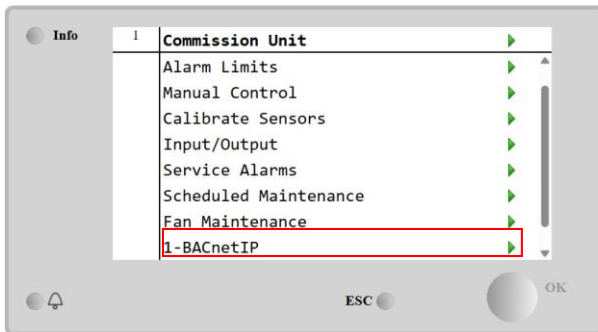 Info
1 Commission Unit
Alarm Limits
Manual Control
Calibrate Sensors
Input/Output
Service Alarms
Scheduled Maintenance
Fan Maintenance
1-BACnetIP
ESC
OK